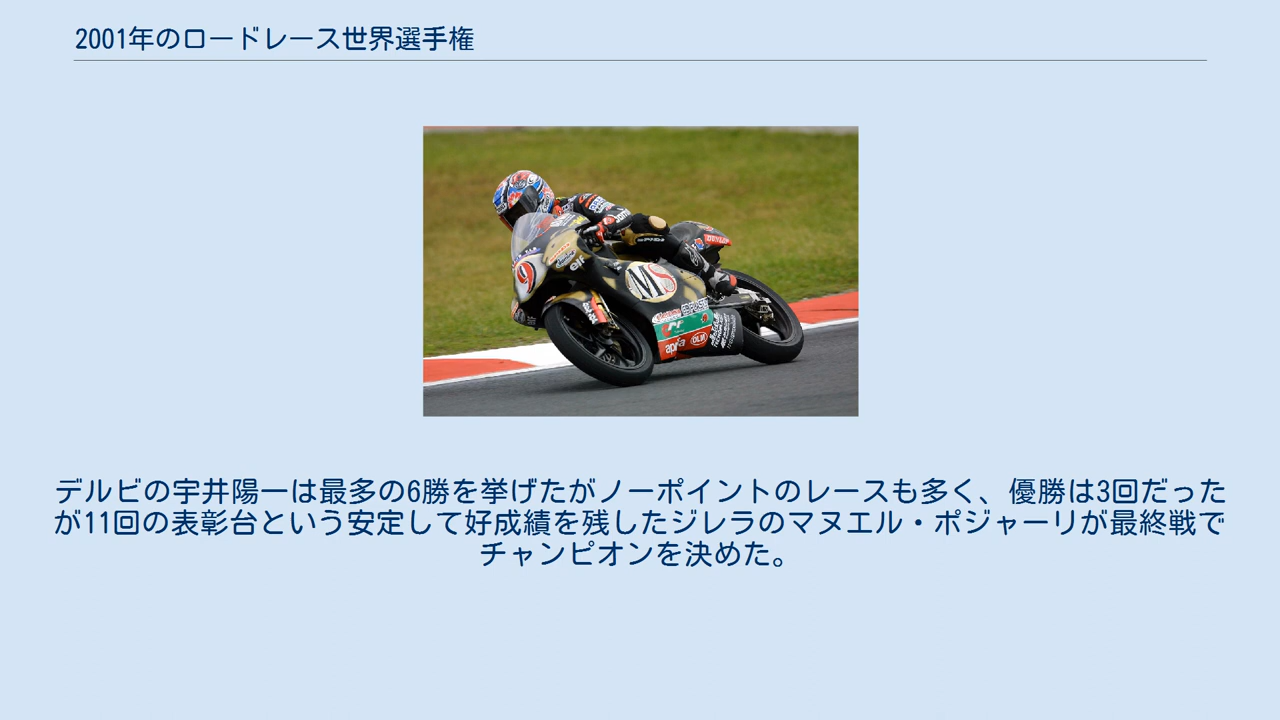 2001年のロードレース世界選手権
elf
MS
aprilia
DUNLOP
デルビの宇井陽一は最多の6勝を挙げたがノーポイントのレースも多く、優勝は3回だった
が11回の表彰台という安定して好成績を残したジレラのマヌエル・ポジャーリが最終戦で
チャンピオンを決めた。